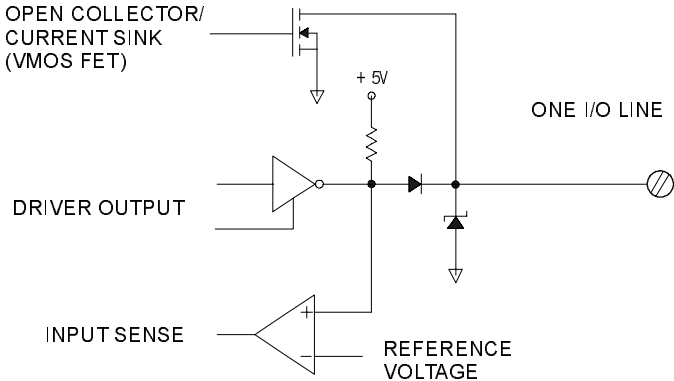 OPEN COLLECTOR/
CURRENT SINK
(VMOS FET)
+ 5V
ONE I/O LINE
DRIVER OUTPUT
+
INPUT SENSE
−
REFERENCE
VOLTAGE